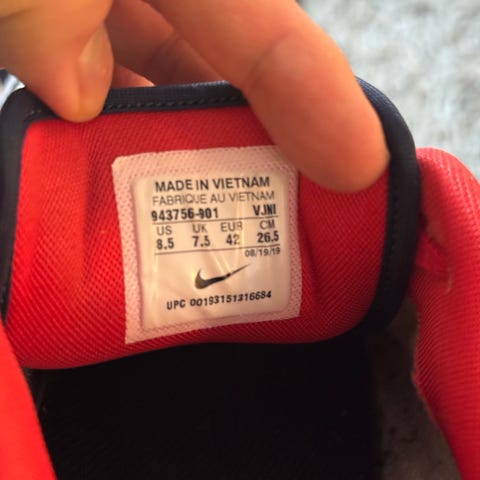 MADE IN VIETNAM
FABRIQUE AU VIETNAM
943756-901 VJNI
US UK EUR CM
8.5 7.5 42 26.5
08/19/19
UPC 00193151316684